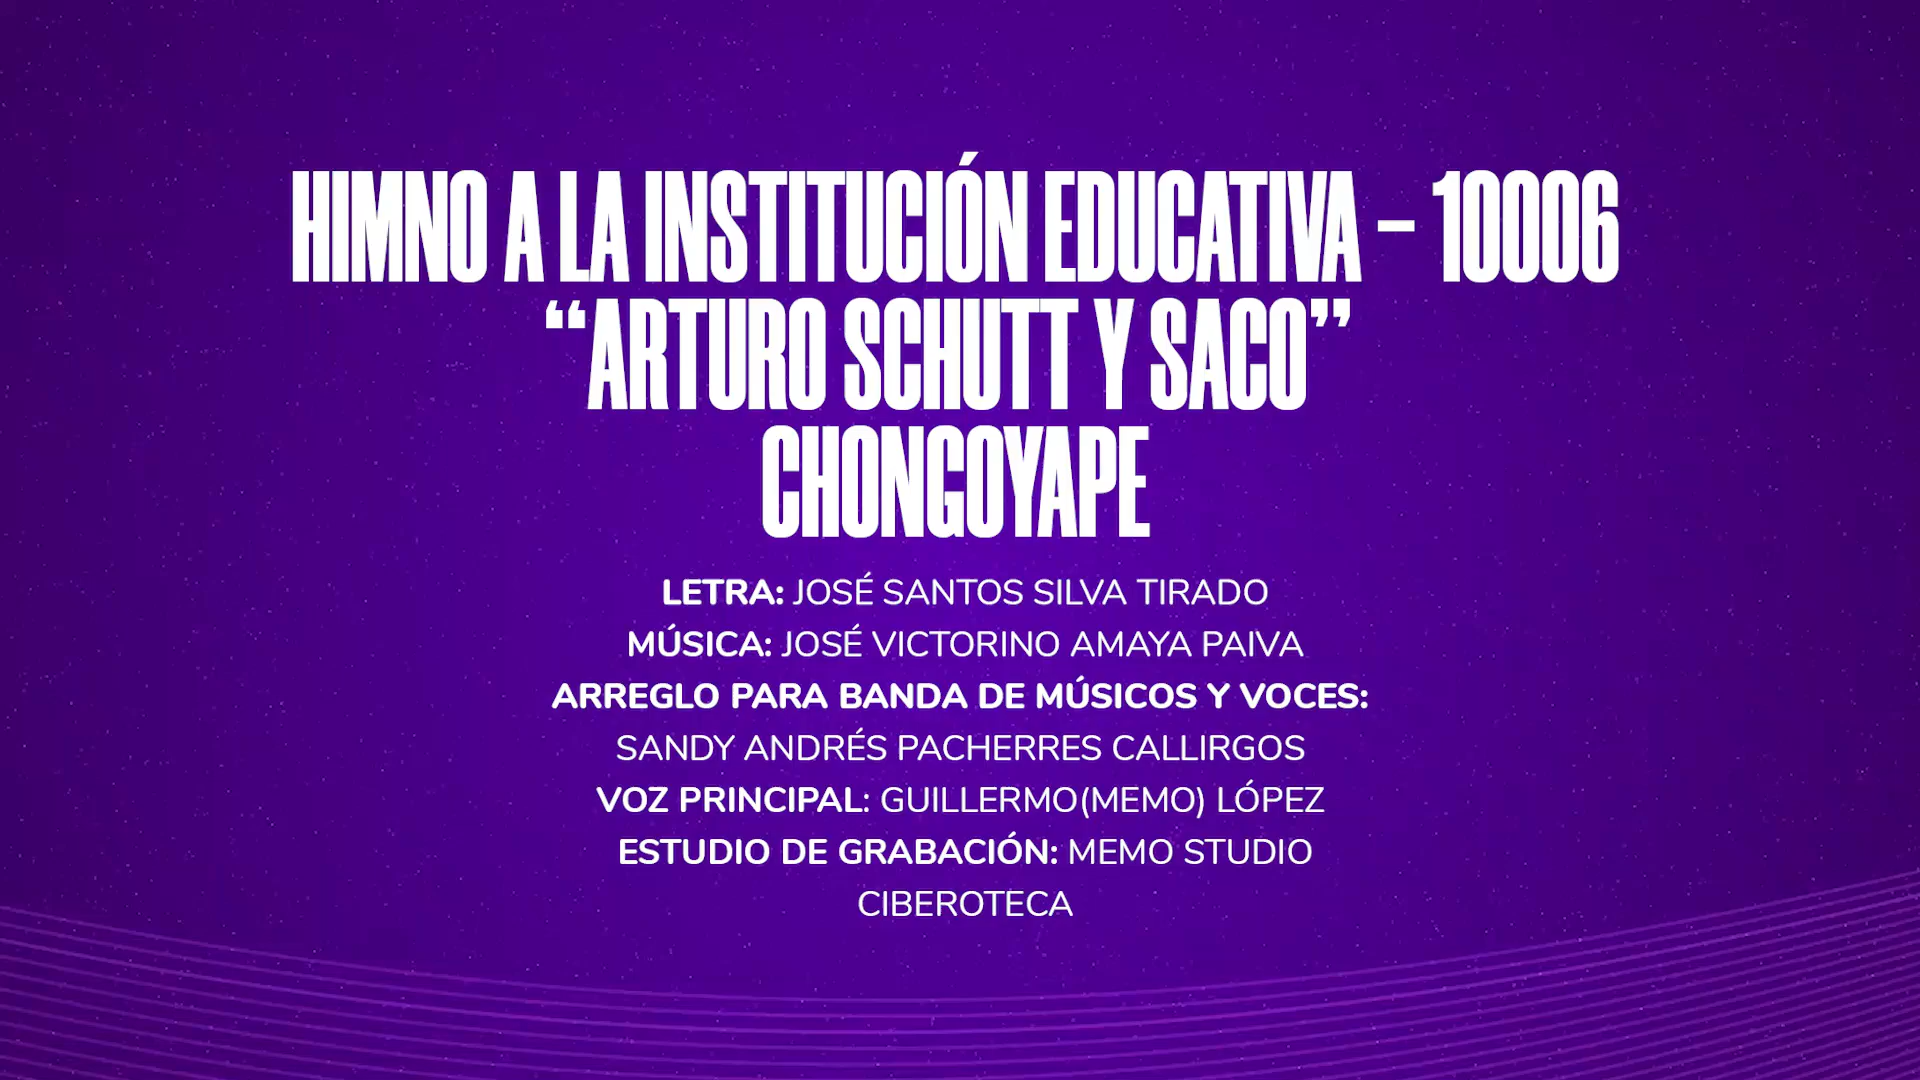 HIMNO A LA INSTITUCIÓN EDUCATIVA – 10006
“ARTURO SCHUTT Y SACO”
CHONGOYAPE
LETRA: JOSÉ SANTOS SILVA TIRADO
MÚSICA: JOSÉ VICTORINO AMAYA PAIVA
ARREGLO PARA BANDA DE MÚSICOS Y VOCES:
SANDY ANDRÉS PACHERRES CALLIRGOS
VOZ PRINCIPAL: GUILLERMO(MEMO) LÓPEZ
ESTUDIO DE GRABACIÓN: MEMO STUDIO
CIBEROTECA